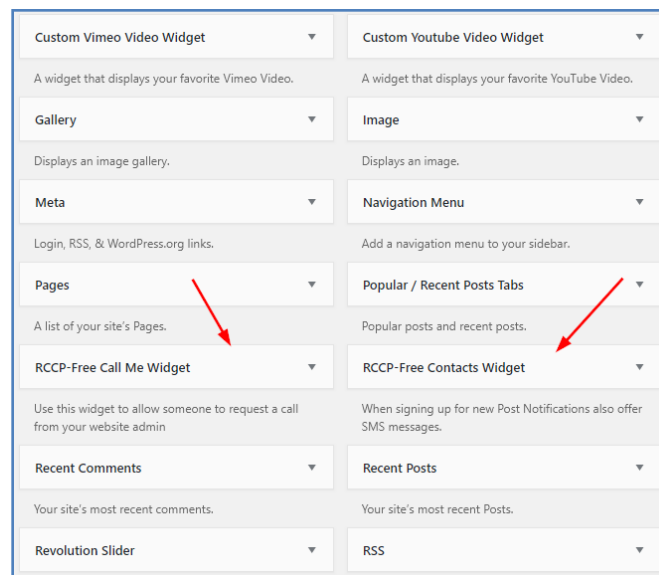 Custom Vimeo Video Widget
Custom Youtube Video Widget
A widget that displays your favorite Vimeo Video.
A widget that displays your favorite YouTube Video.
Gallery
Image
Displays an image gallery.
Displays an image.
Meta
Navigation Menu
Login, RSS, & WordPress.org links.
Add a navigation menu to your sidebar.
Pages
Popular / Recent Posts Tabs
A list of your site's Pages.
Popular posts and recent posts.
RCCP-Free Call Me Widget
RCCP-Free Contacts Widget
Use this widget to allow someone to request a call
from your website admin
When signing up for new Post Notifications also offer
SMS messages.
Recent Comments
Recent Posts
Your site's most recent comments.
Your site's most recent Posts.
Revolution Slider
RSS